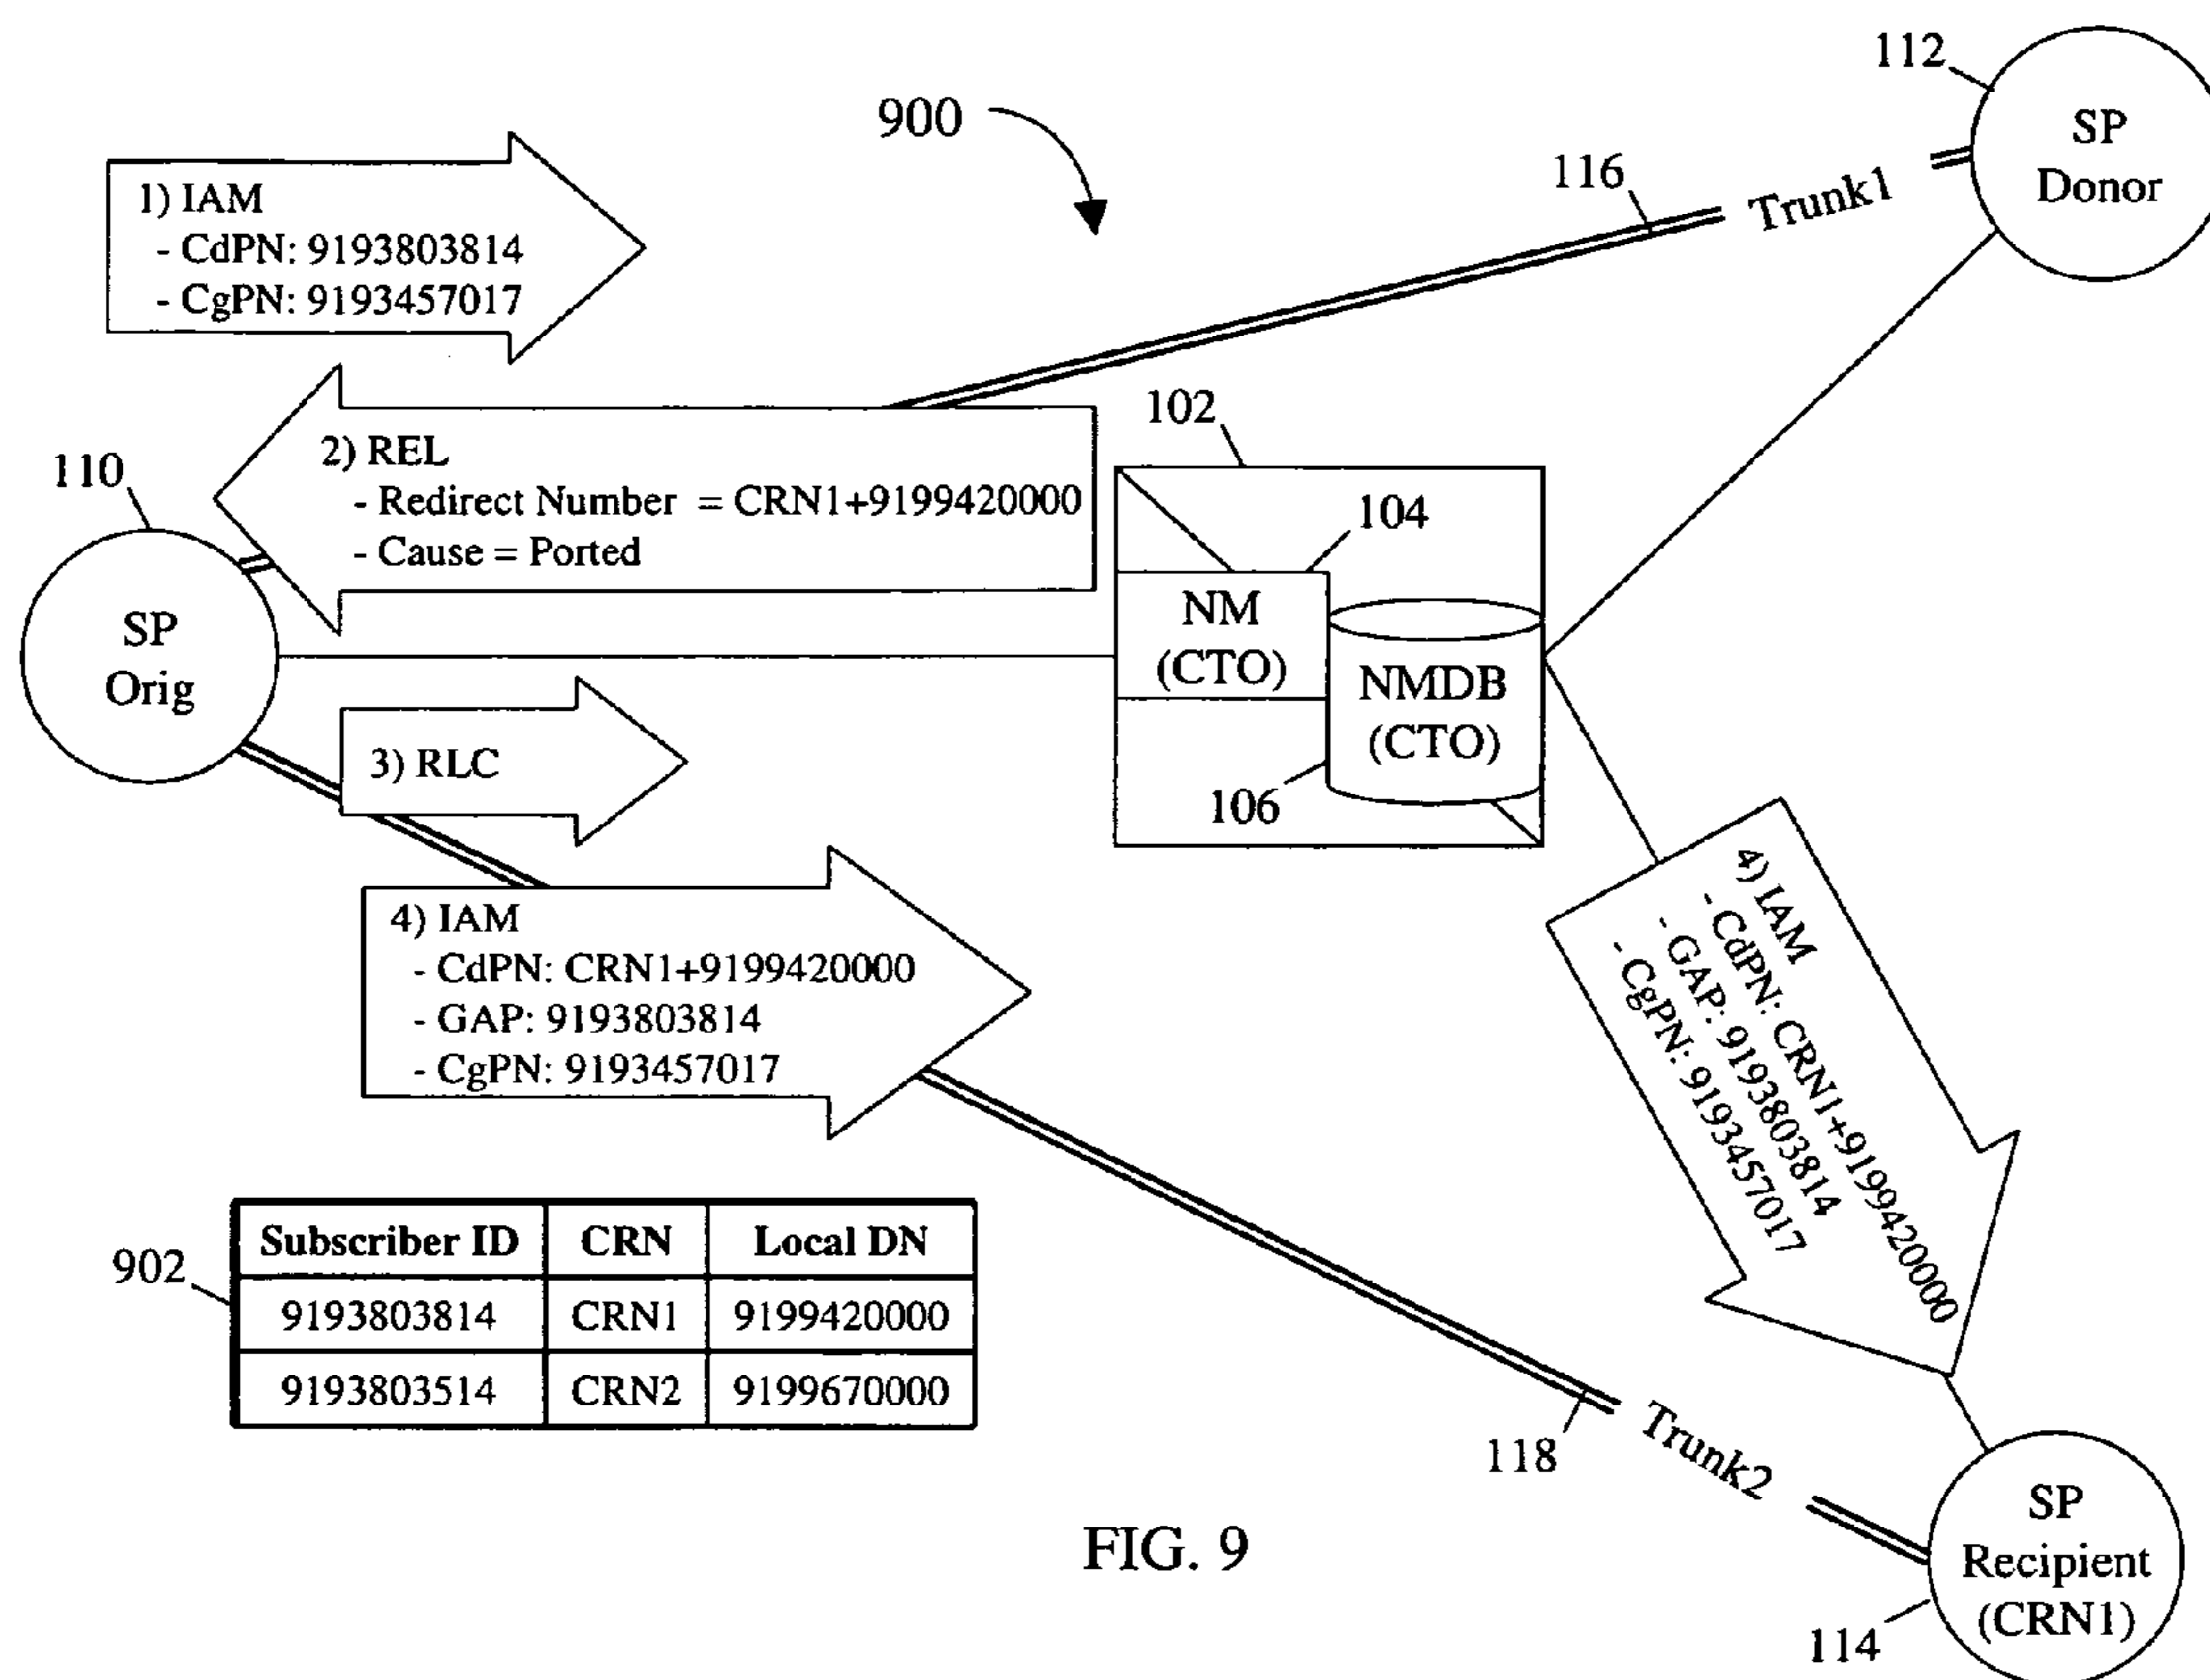 900
112
SP
Donor
116
Trunk1
1) IAM
- CdPN: 9193803814
- CgPN: 9193457017
2) REL
- Redirect Number = CRN1+9199420000
- Cause = Ported
110
SP
Orig
102
104
NM
(CTO)
NMDB
(CTO)
106
3) RLC
4) IAM
- CdPN: CRN1+9199420000
- GAP: 9193803814
- CgPN: 9193457017
4) IAM
- CdPN: CRN1+9199420000
- GAP: 9193803814
- CgPN: 9193457017
902
Subscriber ID CRN Local DN
9193803814 CRN1 9199420000
9193803514 CRN2 9199670000
118
Trunk2
SP
Recipient
(CRN1)
114
FIG. 9